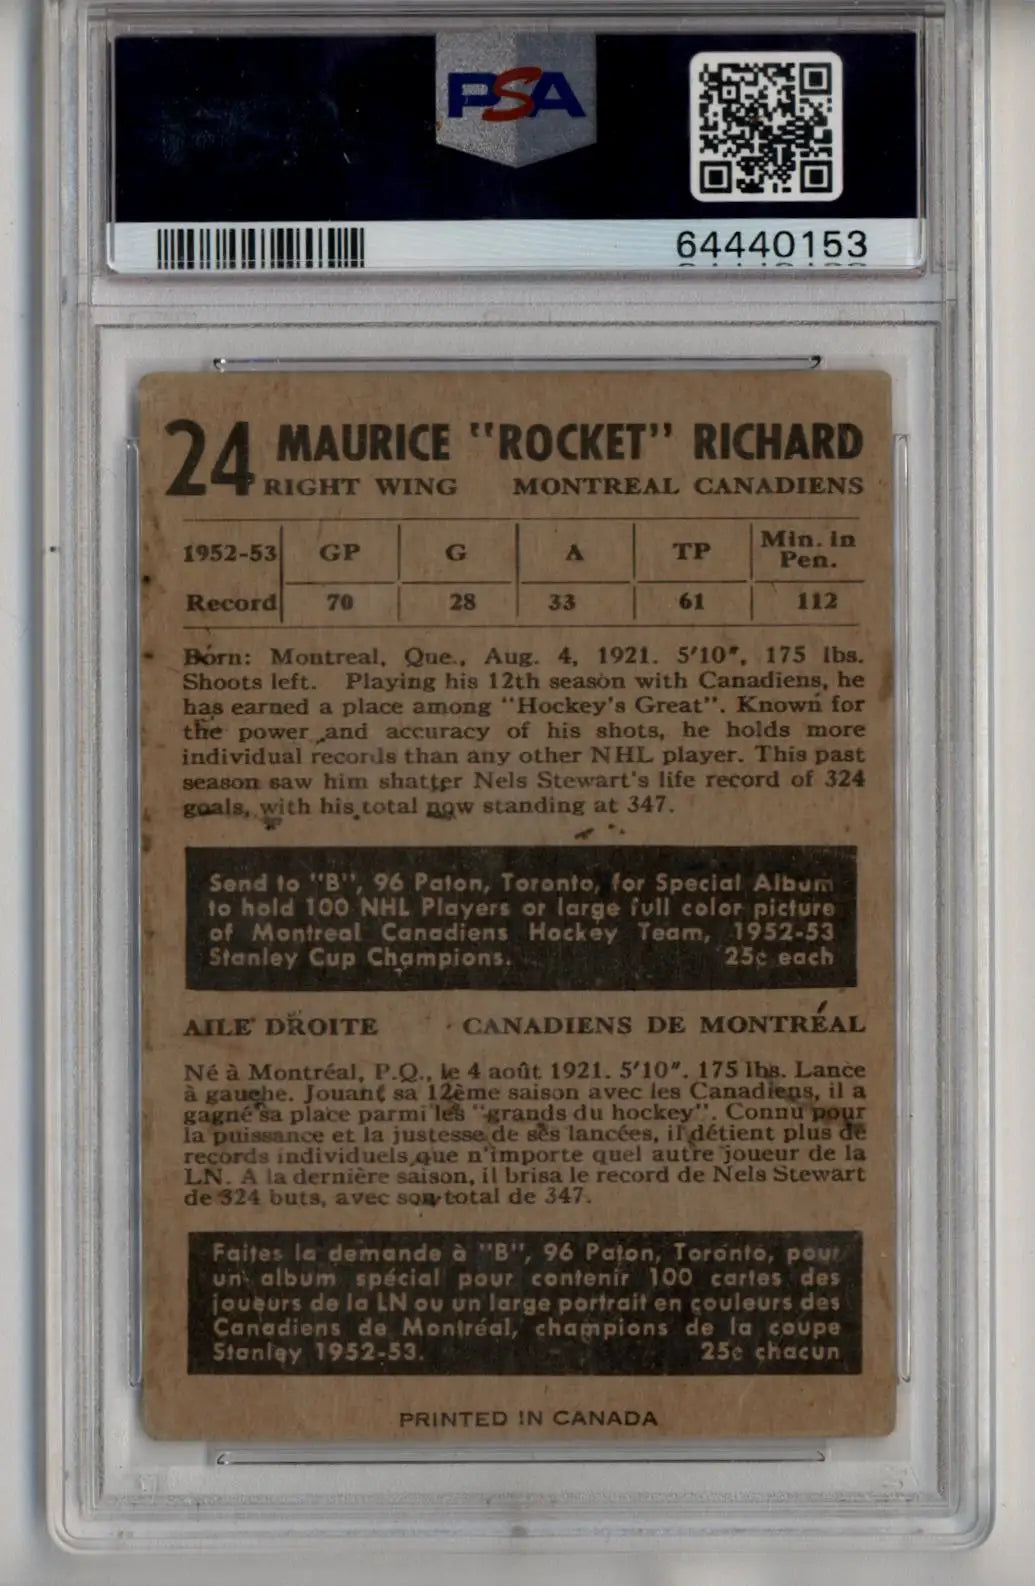 PSA
64440153
24 MAURICE "ROCKET" RICHARD
RIGHT WING MONTREAL CANADIENS
1952-53 GP G A TP Min. in Pen.
Record 70 28 33 61 112
Born: Montreal, Que., Aug. 4, 1921. 5'10", 175 lbs.
Shoots left. Playing his 12th season with Canadiens, he
has earned a place among "Hockey's Great". Known for
the power and accuracy of his shots, he holds more
individual records than any other NHL player. This past
season saw him shatter Nels Stewart's life record of 324
goals, with his total now standing at 347.
Send to "B", 96 Paton, Toronto, for Special Album
to hold 100 NHL Players or large full color picture
of Montreal Canadiens Hockey Team, 1952-53
Stanley Cup Champions. 25¢ each
AILE DROITE CANADIENS DE MONTRÉAL
Né à Montréal, P.Q., le 4 août 1921. 5'10". 175 lbs. Lance
à gauche. Jouant sa 12ème saison avec les Canadiens, il a
gagné sa place parmi les "grands du hockey". Connu pour
la puissance et la justesse de ses lancées, il détient plus de
records individuels que n'importe quel autre joueur de la
LN. A la dernière saison, il brisa le record de Nels Stewart
de 324 buts, avec son total de 347.
Faites la demande à "B", 96 Paton, Toronto, pour
un album spécial pour contenir 100 cartes des
joueurs de la LN ou un large portrait en couleurs des
Canadiens de Montréal, champions de la coupe
Stanley 1952-53. 25¢ chacun
PRINTED IN CANADA